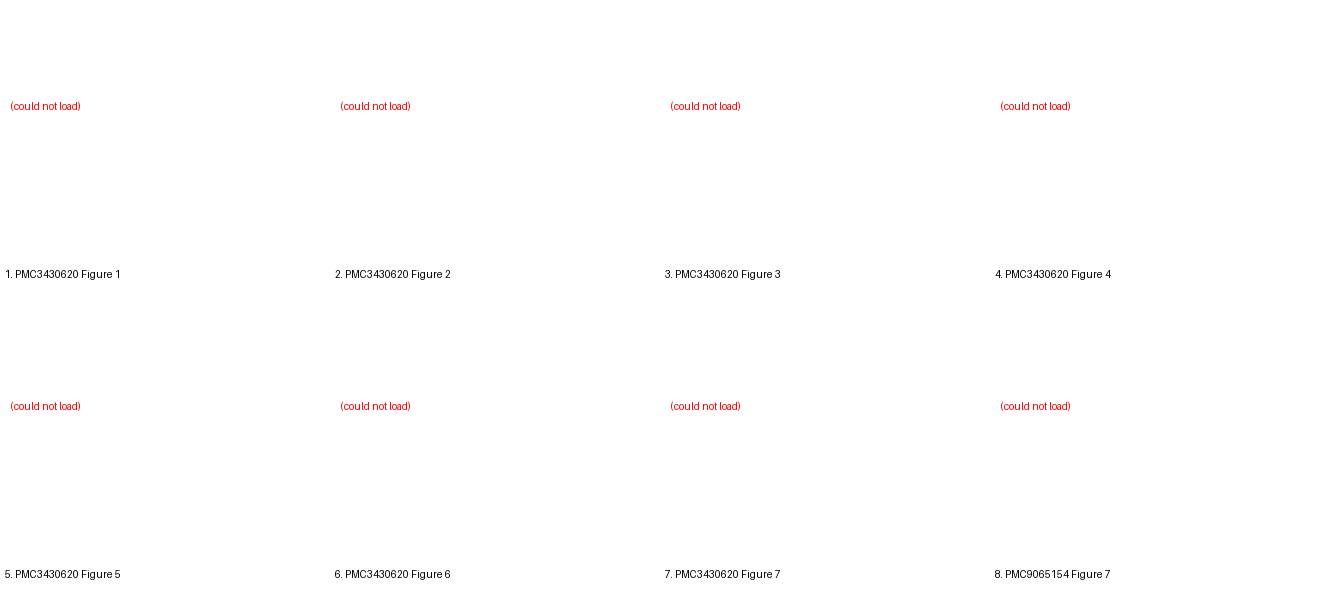 (could not load)
(could not load)
(could not load)
(could not load)
1. PMC3430620 Figure 1
2. PMC3430620 Figure 2
3. PMC3430620 Figure 3
4. PMC3430620 Figure 4
(could not load)
(could not load)
(could not load)
(could not load)
5. PMC3430620 Figure 5
6. PMC3430620 Figure 6
7. PMC3430620 Figure 7
8. PMC9065154 Figure 7